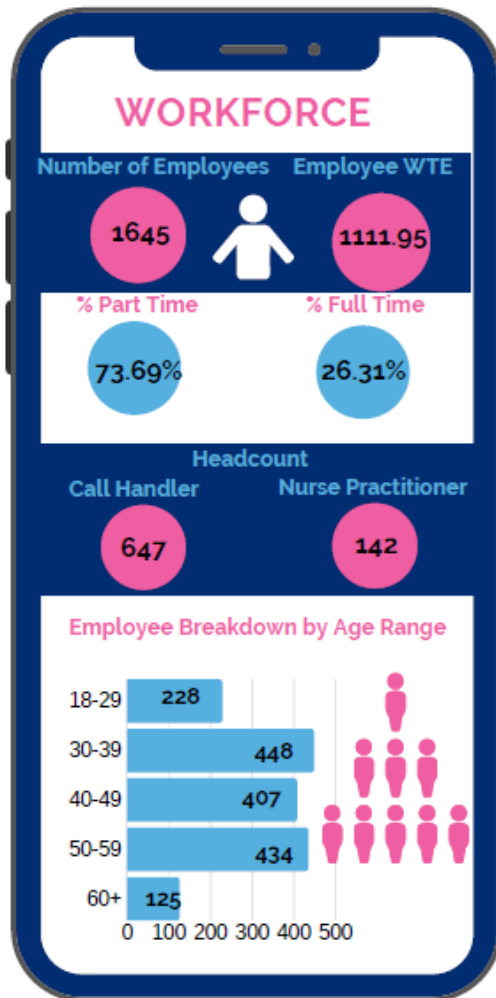 WORKFORCE
Number of Employees Employee WTE
1645 1111.95
% Part Time % Full Time
73.69% 26.31%
Headcount
Call Handler Nurse Practitioner
647 142
Employee Breakdown by Age Range
18-29 228
30-39 448
40-49 407
50-59 434
60+ 125
0 100 200 300 400 500